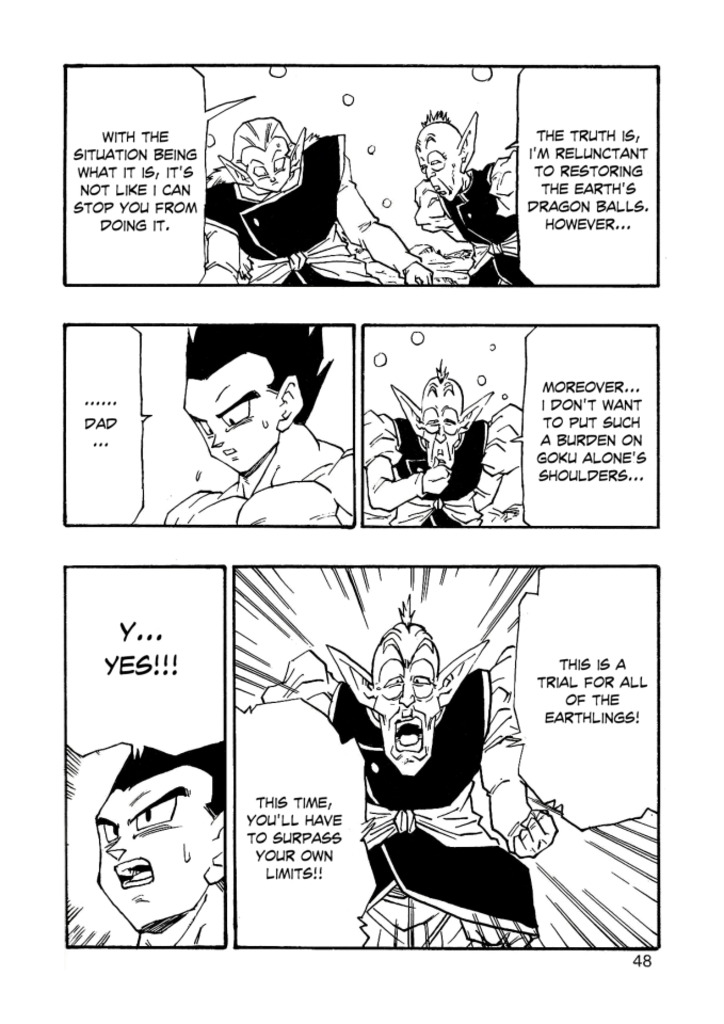 THE TRUTH IS,
I'M RELUNCTANT
TO RESTORING
THE EARTH'S
DRAGON BALLS.
HOWEVER...
WITH THE
SITUATION BEING
WHAT IT IS, IT'S
NOT LIKE I CAN
STOP YOU FROM
DOING IT.
MOREOVER...
I DON'T WANT
TO PUT SUCH
A BURDEN ON
GOKU ALONE'S
SHOULDERS...
......
DAD
...
THIS IS A
TRIAL FOR ALL
OF THE
EARTHLINGS!
THIS TIME,
YOU'LL HAVE
TO SURPASS
YOUR OWN
LIMITS!!
Y...
YES!!!
48